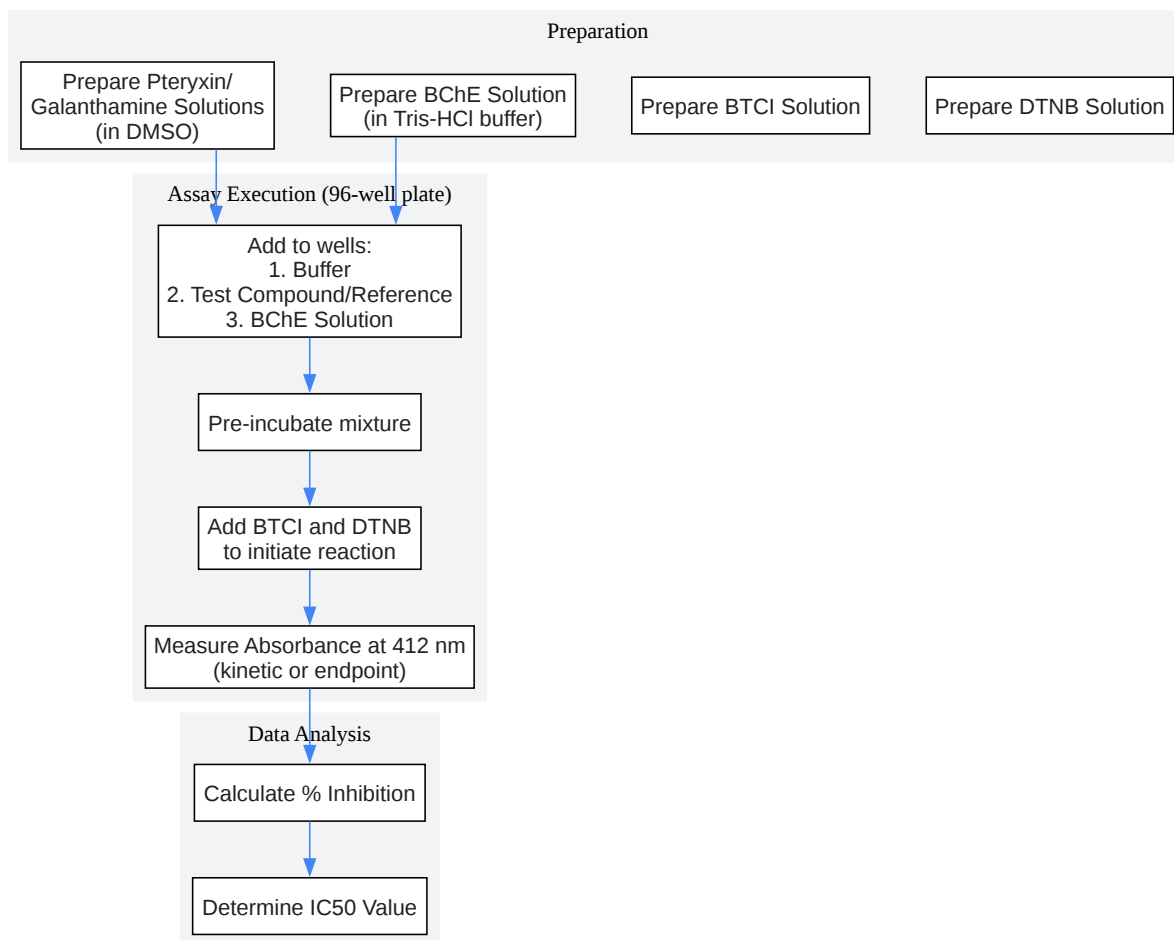 Preparation
Prepare Pteryxin/
Galanthamine Solutions
(in DMSO)
Prepare BChE Solution
(in Tris-HCl buffer)
Prepare BTCI Solution
Prepare DTNB Solution
Assay Execution (96-well plate)
Add to wells:
1. Buffer
2. Test Compound/Reference
3. BChE Solution
Pre-incubate mixture
Add BTCI and DTNB
to initiate reaction
Measure Absorbance at 412 nm
(kinetic or endpoint)
Data Analysis
Calculate % Inhibition
Determine IC50 Value